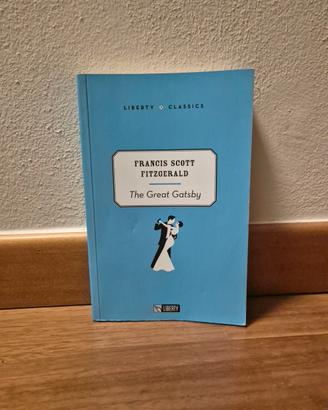 LIBERTY CLASSICS
FRANCIS SCOTT
FITZGERALD
The Great Gatsby
LIBERTY